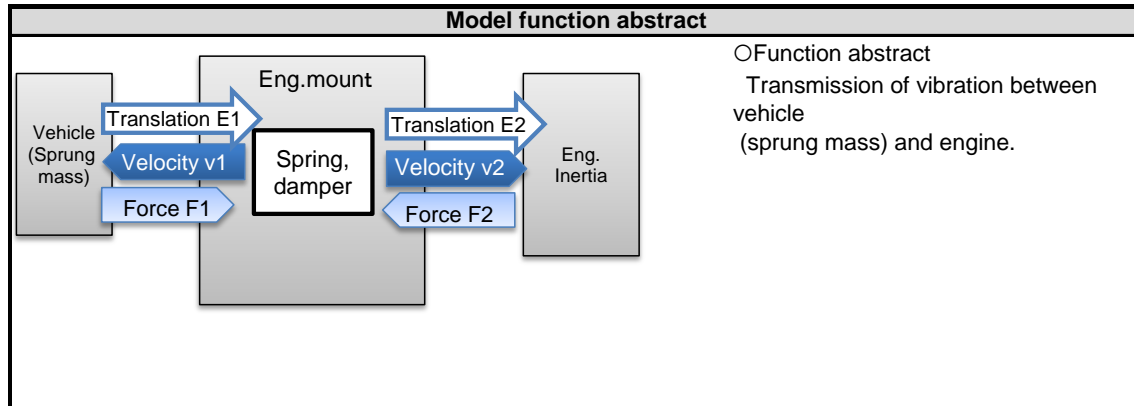 Model function abstract
Vehicle
(Sprung
mass)
Translation E1
Velocity v1
Force F1
Eng.mount
Spring,
damper
Translation E2
Velocity v2
Force F2
Eng.
Inertia
〇Function abstract
Transmission of vibration between
vehicle
(sprung mass) and engine.